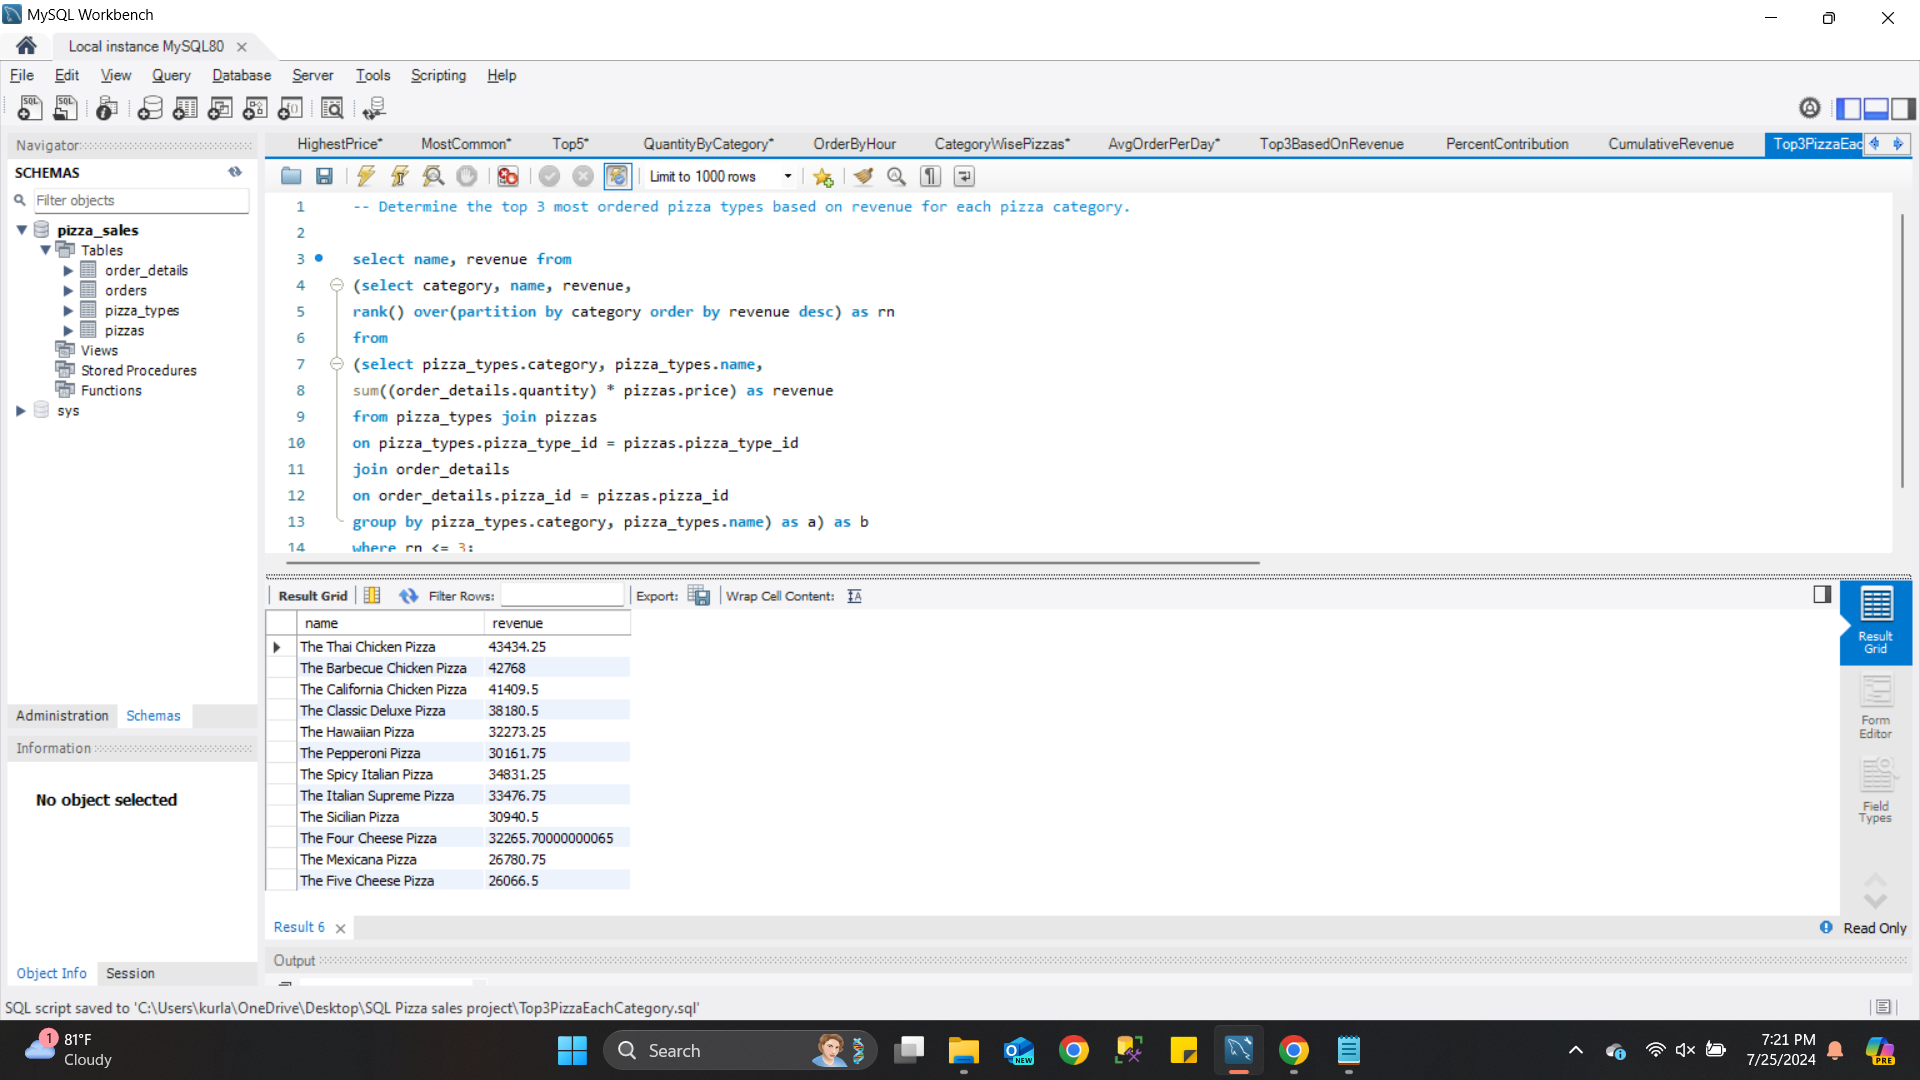 MySQL Workbench
Local instance MySQL80
File Edit View Query Database Server Tools Scripting Help
SQL SQL
Navigator
SCHEMAS
Filter objects
pizza_sales
Tables
order_details
orders
pizza_types
pizzas
Views
Stored Procedures
Functions
sys
Administration Schemas
Information
No object selected
Object Info Session
HighestPrice* MostCommon* Top5* QuantityByCategory* OrderByHour CategoryWisePizzas* AvgOrderPerDay* Top3BasedOnRevenue PercentContribution CumulativeRevenue Top3PizzaEac
Limit to 1000 rows
1 -- Determine the top 3 most ordered pizza types based on revenue for each pizza category.
2
3 select name, revenue from
4 (select category, name, revenue,
5 rank() over(partition by category order by revenue desc) as rn
6 from
7 (select pizza_types.category, pizza_types.name,
8 sum((order_details.quantity) * pizzas.price) as revenue
9 from pizza_types join pizzas
10 on pizza_types.pizza_type_id = pizzas.pizza_type_id
11 join order_details
12 on order_details.pizza_id = pizzas.pizza_id
13 group by pizza_types.category, pizza_types.name) as a) as b
14 where rn <= 3;
Result Grid Filter Rows: Export: Wrap Cell Content:
name revenue
The Thai Chicken Pizza 43434.25
The Barbecue Chicken Pizza 42768
The California Chicken Pizza 41409.5
The Classic Deluxe Pizza 38180.5
The Hawaiian Pizza 32273.25
The Pepperoni Pizza 30161.75
The Spicy Italian Pizza 34831.25
The Italian Supreme Pizza 33476.75
The Sicilian Pizza 30940.5
The Four Cheese Pizza 32265.70000000065
The Mexicana Pizza 26780.75
The Five Cheese Pizza 26066.5
Result Grid
Form Editor
Field Types
Result 6
Read Only
Output
SQL script saved to 'C:\Users\kurla\OneDrive\Desktop\SQL Pizza sales project\Top3PizzaEachCategory.sql'
1
81°F
Cloudy
Search
NEW
7:21 PM
7/25/2024
PRE